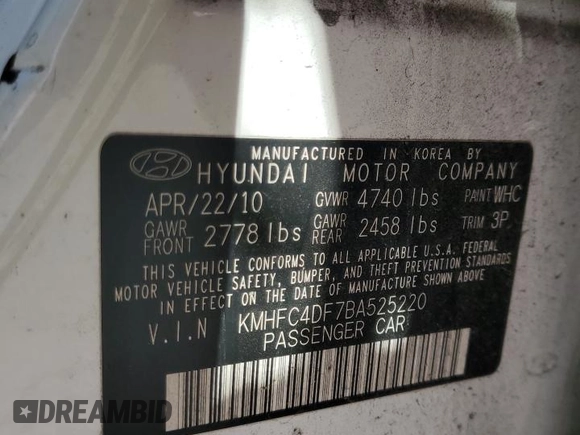 MANUFACTURED IN KOREA BY
HYUNDAI MOTOR COMPANY
APR/22/10 GVWR 4740 lbs PAINT WHC
GAWR FRONT 2778 lbs GAWR REAR 2458 lbs TRIM 3P
THIS VEHICLE CONFORMS TO ALL APPLICABLE U.S.A. FEDERAL
MOTOR VEHICLE SAFETY, BUMPER, AND THEFT PREVENTION STANDARDS
IN EFFECT ON THE DATE OF MANUFACTURE SHOWN ABOVE
V.I.N KMHFC4DF7BA525220
PASSENGER CAR
DREAMBID